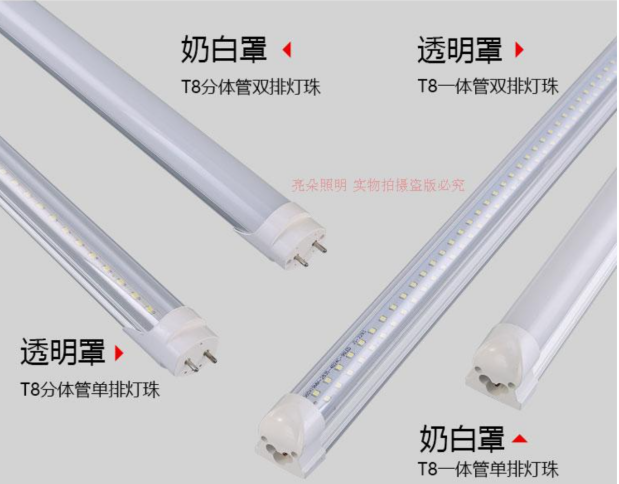 奶白罩
T8分体管双排灯珠
透明罩
T8一体管双排灯珠
亮朵照明 实物拍摄盗版必究
透明罩
T8分体管单排灯珠
奶白罩
T8一体管单排灯珠